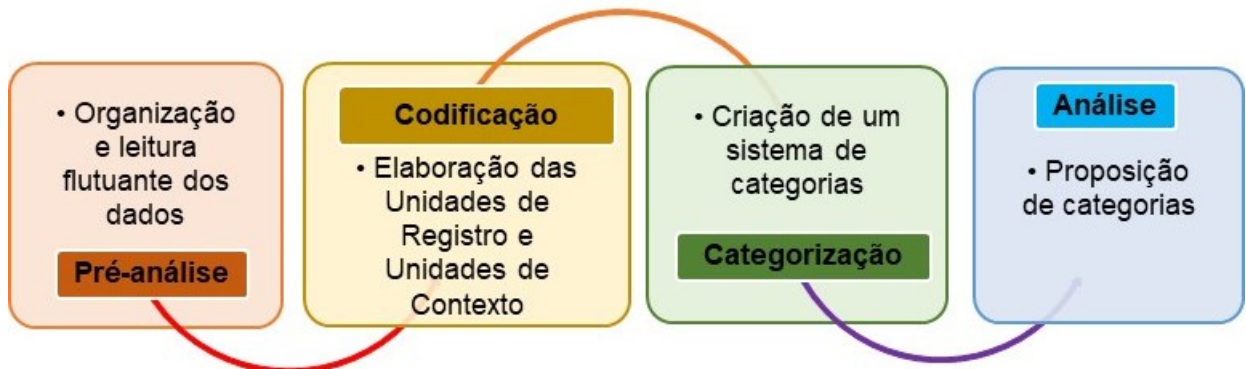 • Organização
e leitura
flutuante dos
dados
Pré-análise
Codificação
• Elaboração das
Unidades de
Registro e
Unidades de
Contexto
• Criação de um
sistema de
categorias
Categorização
Análise
• Proposição
de categorias